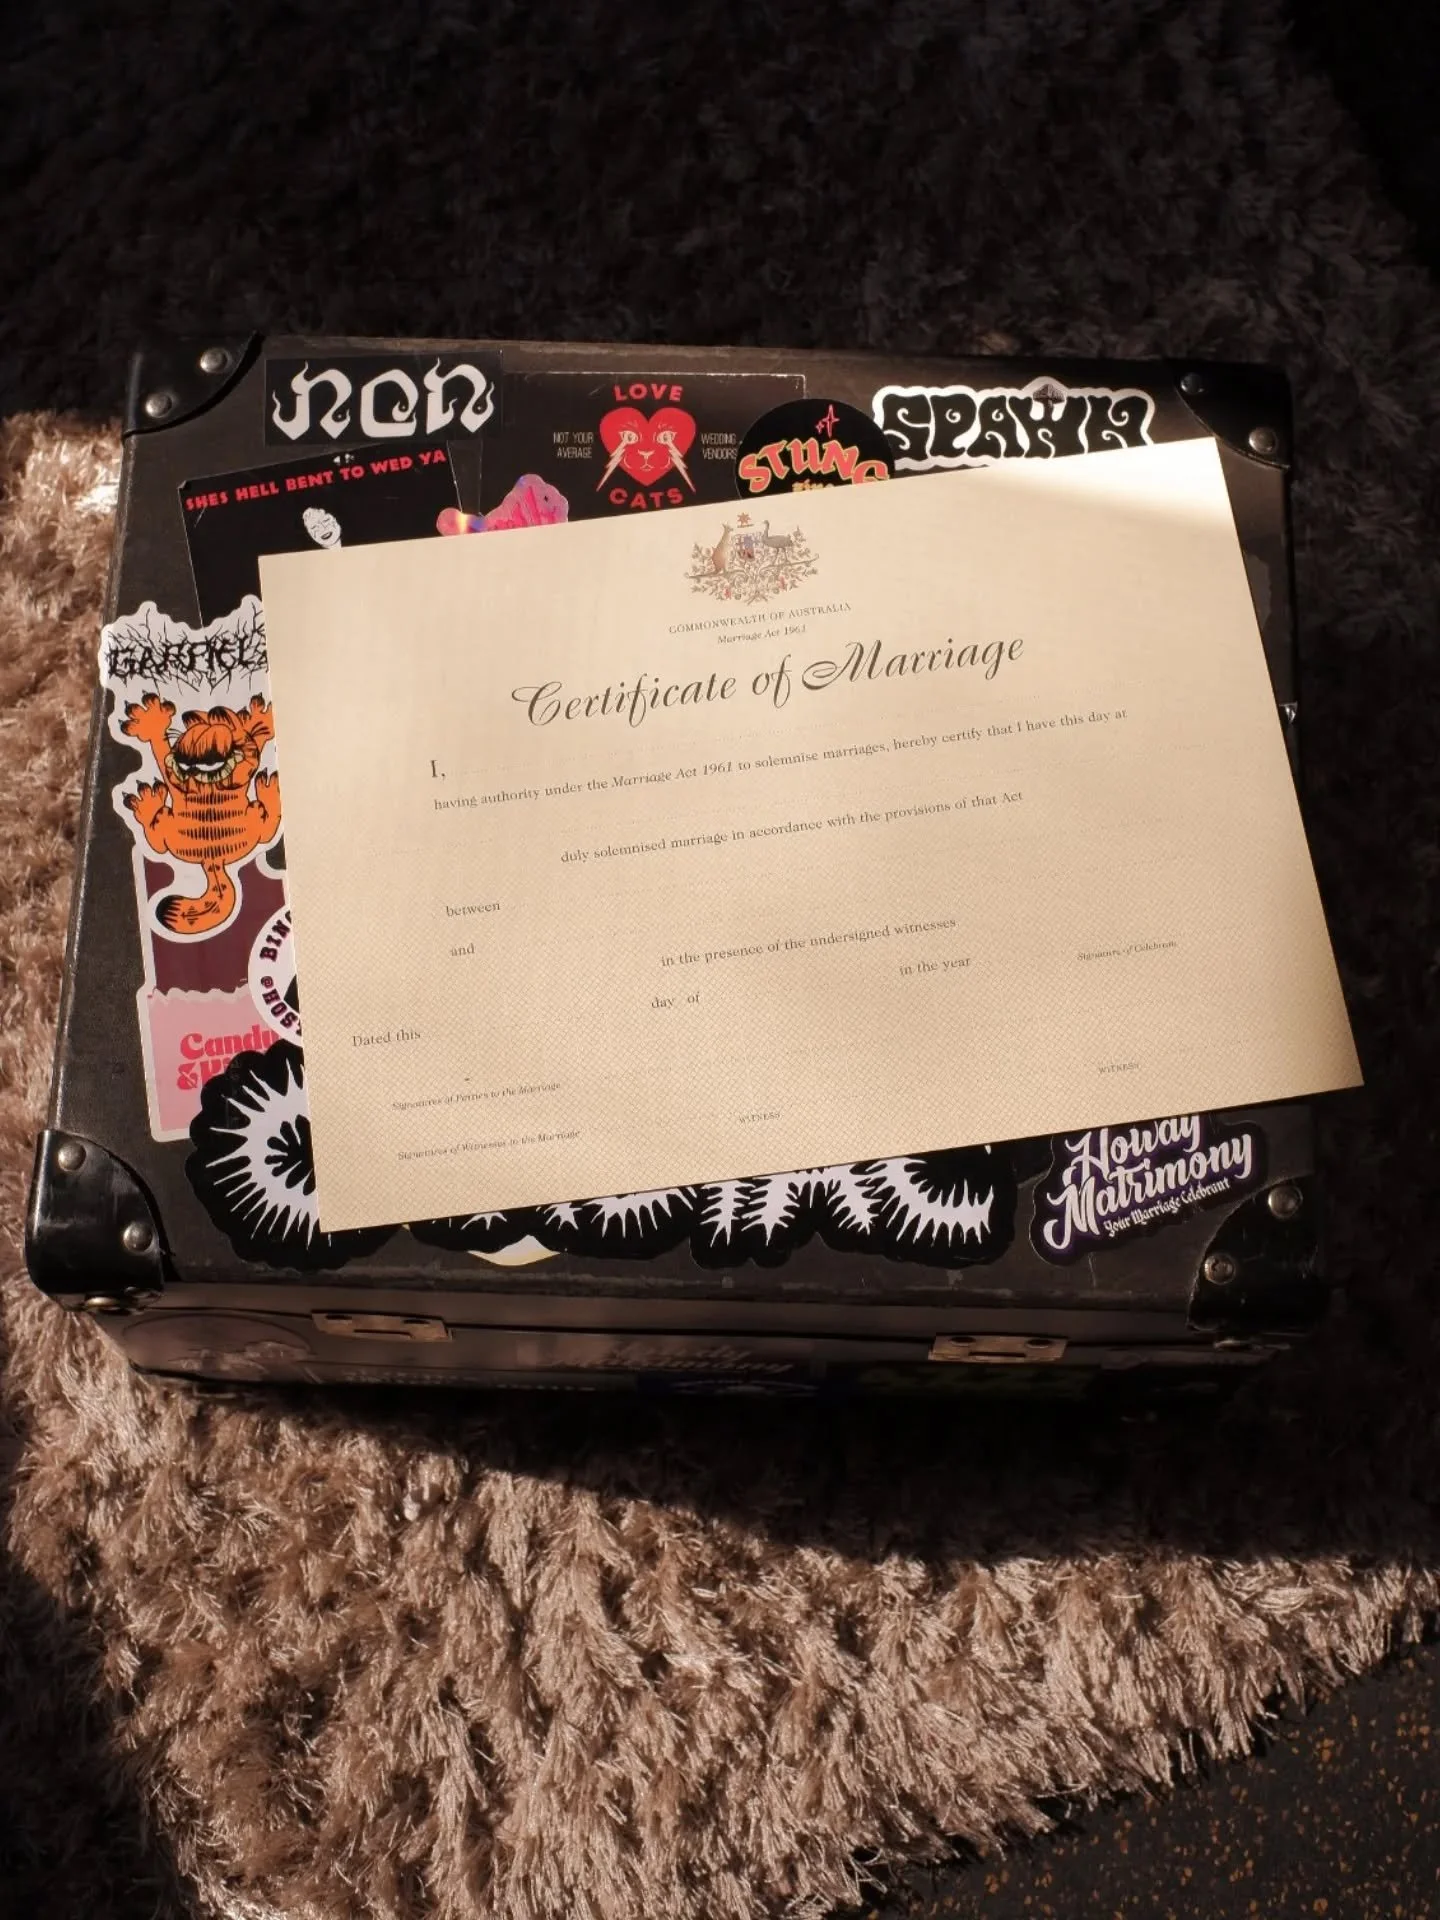 non
LOVE
NOT YOUR
AVERAGE
WEDDING
VENDORS
CATS
SPAWN
STUNG
SHES HELL BENT TO WED YA
GARFIELD
COMMONWEALTH OF AUSTRALIA
Marriage Act 1961
Certificate of Marriage
I,
having authority under the Marriage Act 1961 to solemnise marriages, hereby certify that I have this day at
duly solemnised marriage in accordance with the provisions of that Act
between
and
in the presence of the undersigned witnesses
Signature of Celebrant
Dated this day of in the year
Signatures of Parties to the Marriage
Signatures of Witnesses to the Marriage
WITNESS
WITNESS
Howdy
Matrimony
Your Marriage Celebrant